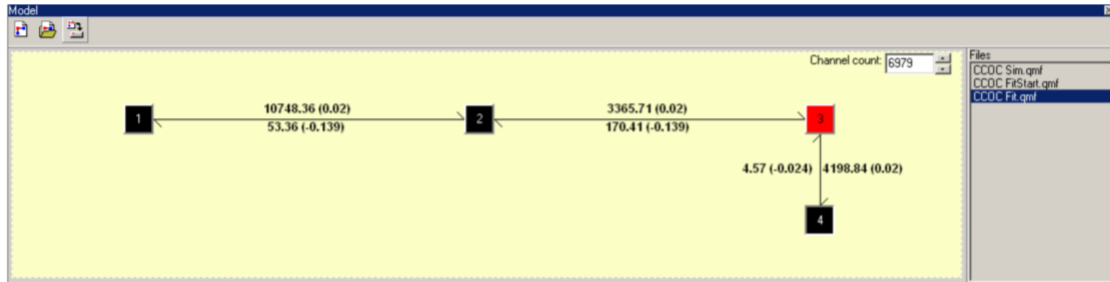 Model
Channel count: 6979
Files
CCOC Sim.qmf
CCOC FitStart.qmf
CCOC Fit.qmf
1
10748.36 (0.02)
53.36 (-0.139)
2
3365.71 (0.02)
170.41 (-0.139)
3
4.57 (-0.024) 4198.84 (0.02)
4